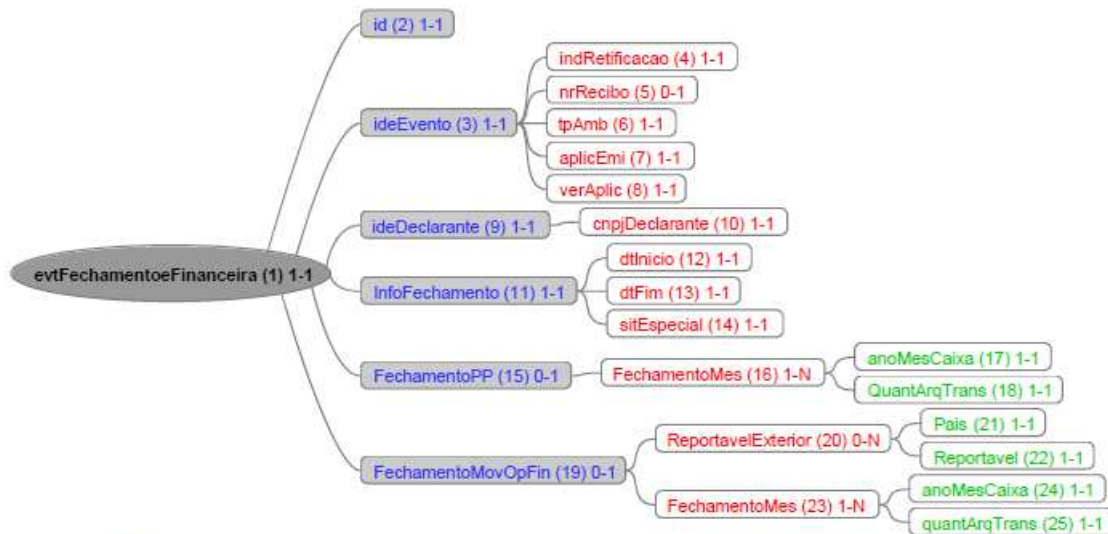 evtFechamentoeFinanceira (1) 1-1
id (2) 1-1
ideEvento (3) 1-1
indRetificacao (4) 1-1
nrRecibo (5) 0-1
tpAmb (6) 1-1
aplicEmi (7) 1-1
verAplic (8) 1-1
ideDeclarante (9) 1-1
cnpjDeclarante (10) 1-1
InfoFechamento (11) 1-1
dtInicio (12) 1-1
dtFim (13) 1-1
sitEspecial (14) 1-1
FechamentoPP (15) 0-1
FechamentoMes (16) 1-N
anoMesCaixa (17) 1-1
QuantArqTrans (18) 1-1
FechamentoMovOpFin (19) 0-1
ReportavelExterior (20) 0-N
Pais (21) 1-1
Reportavel (22) 1-1
FechamentoMes (23) 1-N
anoMesCaixa (24) 1-1
quantArqTrans (25) 1-1